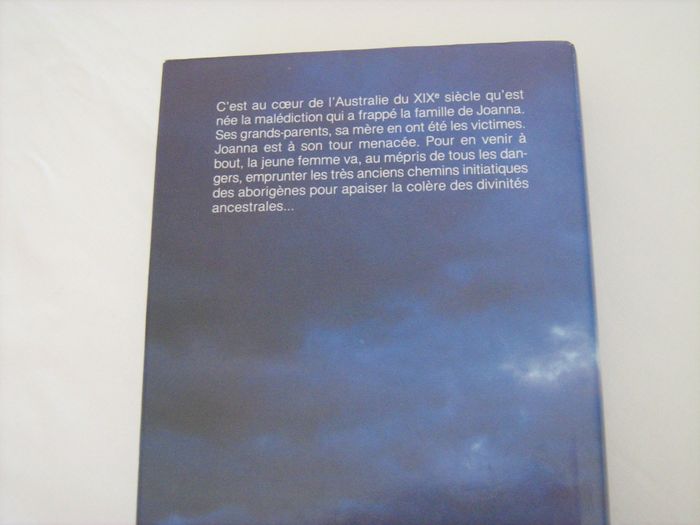 C'est au cœur de l'Australie du XIXᵉ siècle qu'est
née la malédiction qui a frappé la famille de Joanna.
Ses grands-parents, sa mère en ont été les victimes.
Joanna est à son tour menacée. Pour en venir à
bout, la jeune femme va, au mépris de tous les dan-
gers, emprunter les très anciens chemins initiatiques
des aborigènes pour apaiser la colère des divinités
ancestrales...